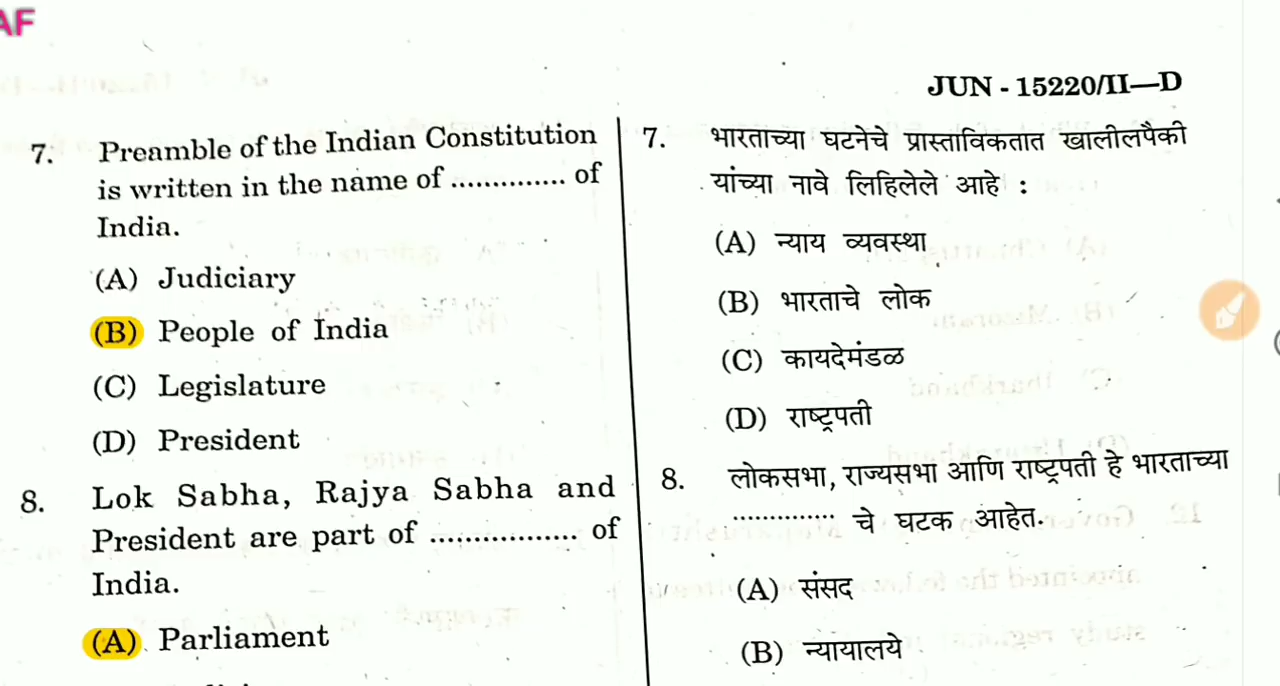 AF
JUN - 15220/II—D
7. Preamble of the Indian Constitution
is written in the name of .............. of
India.
(A) Judiciary
(B) People of India
(C) Legislature
(D) President
8. Lok Sabha, Rajya Sabha and
President are part of ................ of
India.
(A) Parliament
7. भारताच्या घटनेचे प्रास्ताविकतात खालीलपैकी
यांच्या नावे लिहिलेले आहे :
(A) न्याय व्यवस्था
(B) भारताचे लोक
(C) कायदेमंडळ
(D) राष्ट्रपती
8. लोकसभा, राज्यसभा आणि राष्ट्रपती हे भारताच्या
.............. चे घटक आहेत.
(A) संसद
(B) न्यायालये